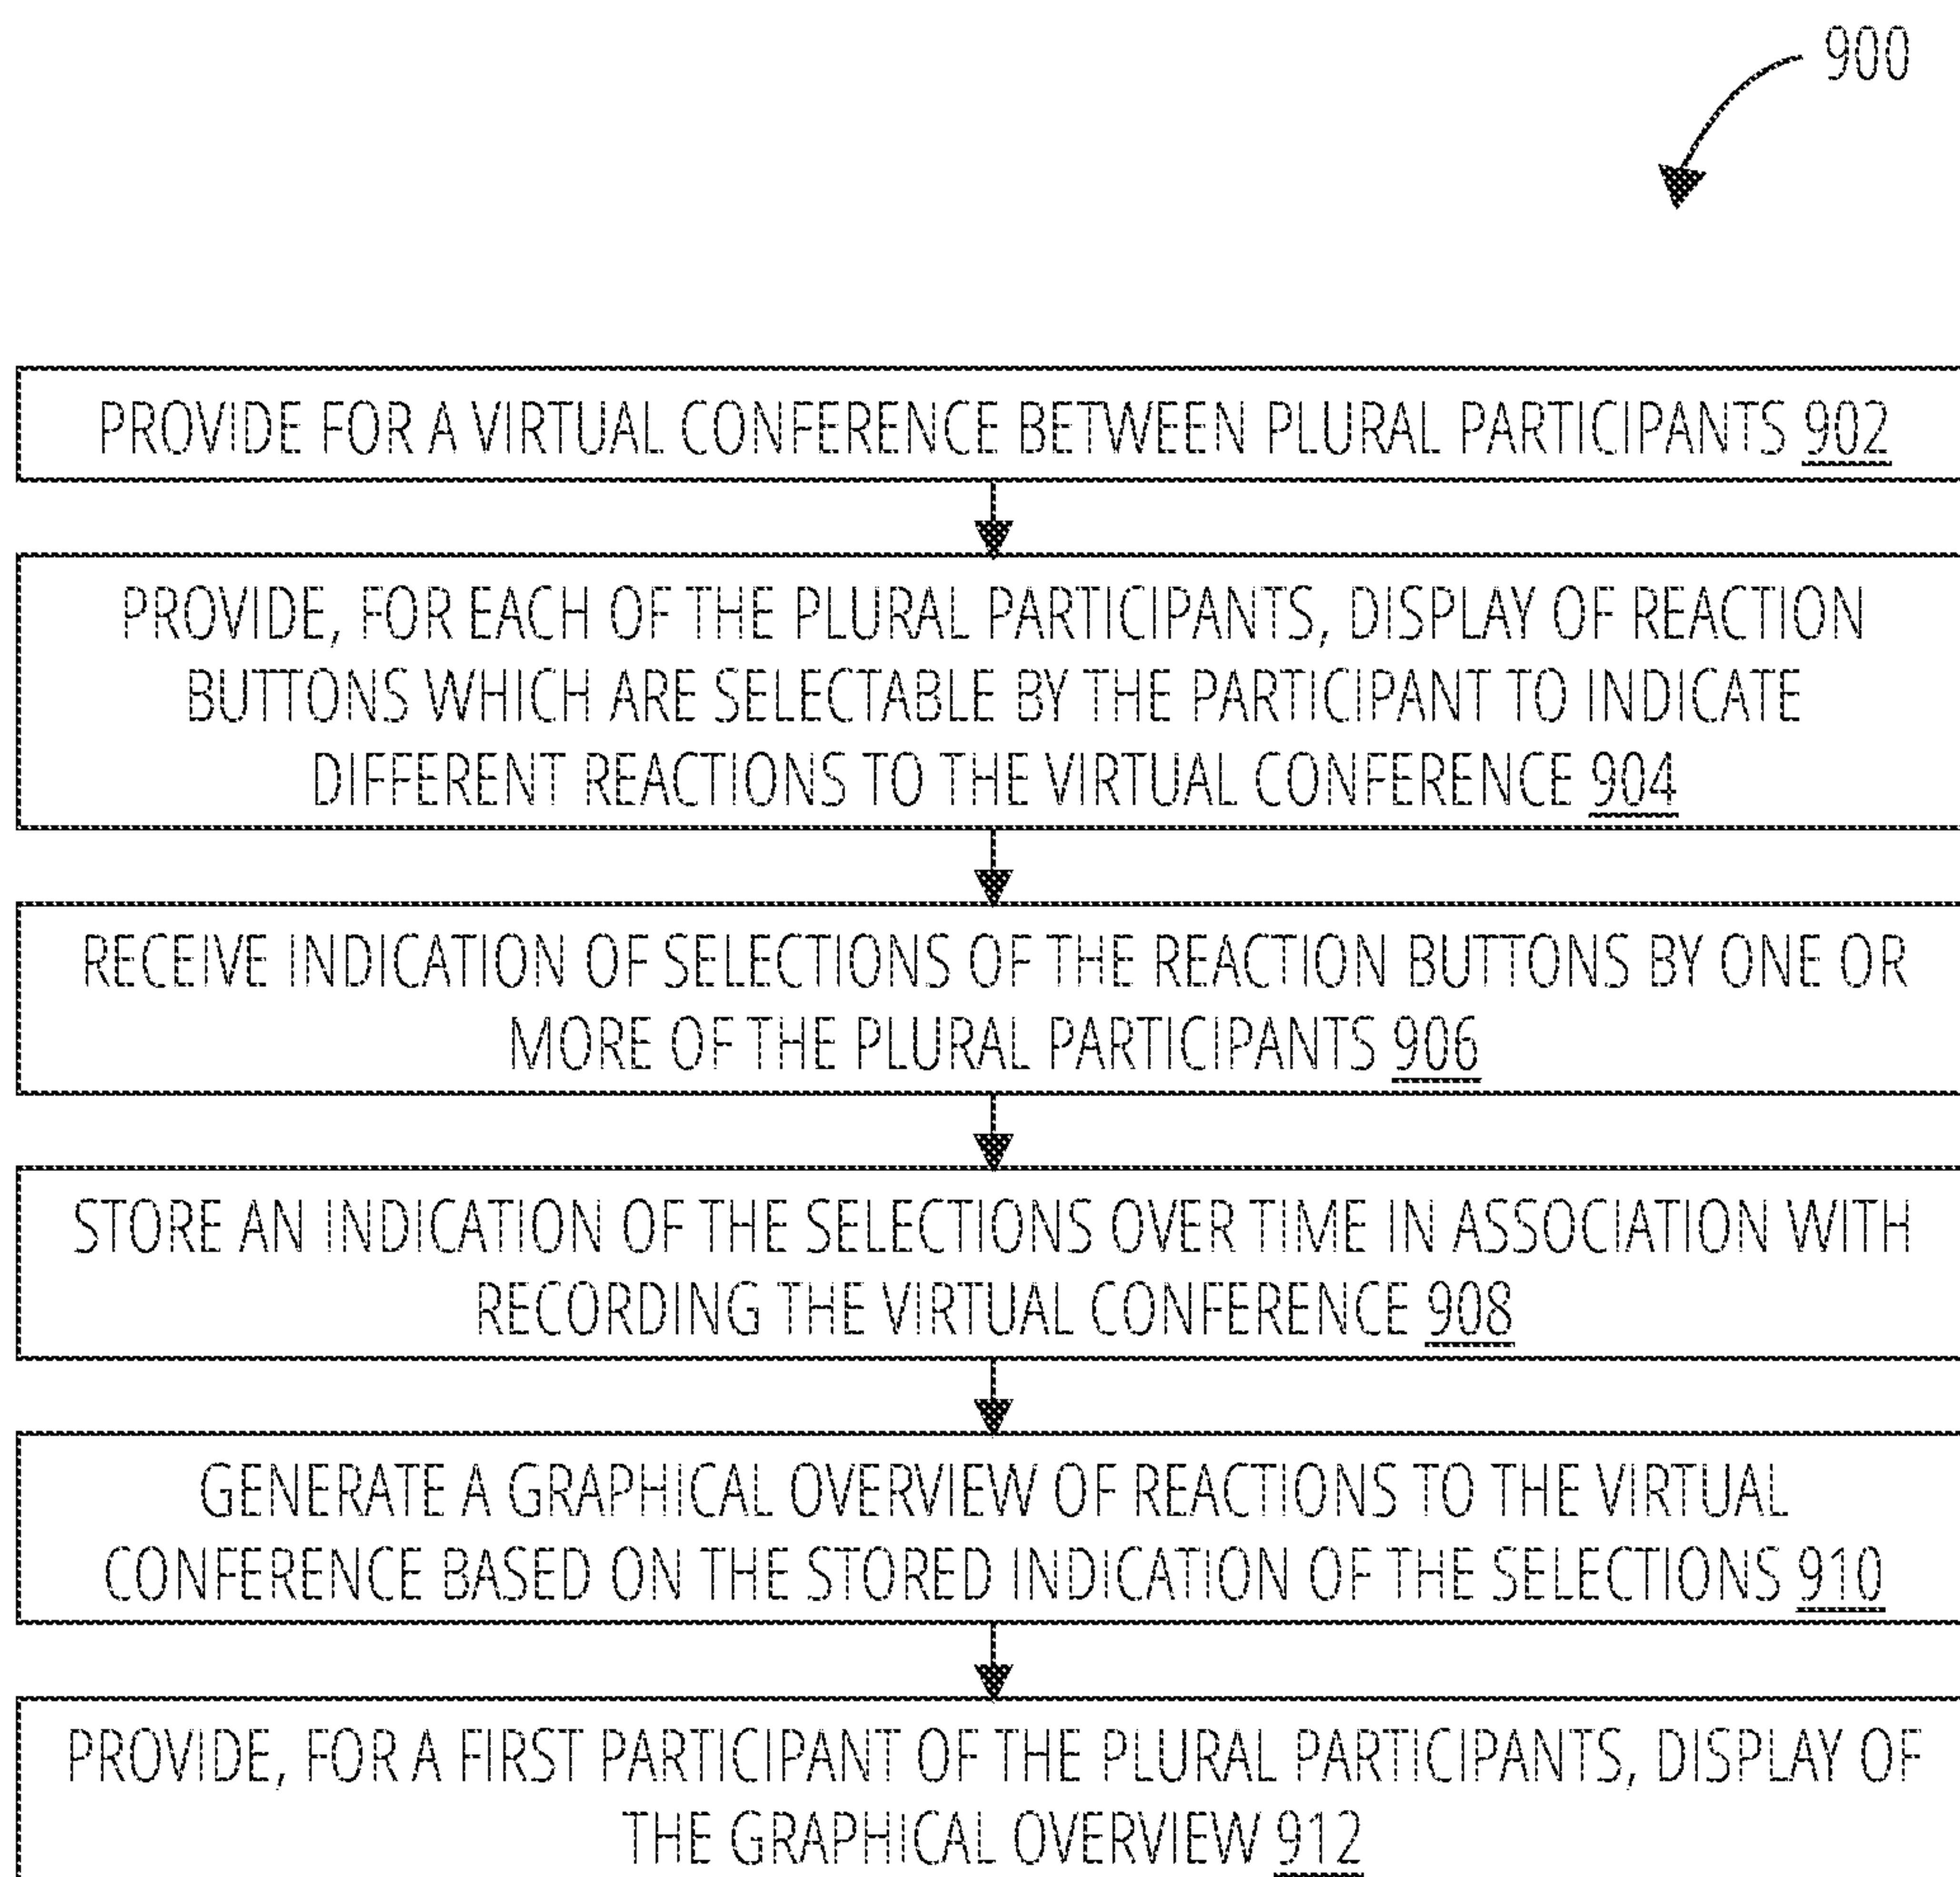 900
PROVIDE FOR A VIRTUAL CONFERENCE BETWEEN PLURAL PARTICIPANTS 902
PROVIDE, FOR EACH OF THE PLURAL PARTICIPANTS, DISPLAY OF REACTION
BUTTONS WHICH ARE SELECTABLE BY THE PARTICIPANT TO INDICATE
DIFFERENT REACTIONS TO THE VIRTUAL CONFERENCE 904
RECEIVE INDICATION OF SELECTIONS OF THE REACTION BUTTONS BY ONE OR
MORE OF THE PLURAL PARTICIPANTS 906
STORE AN INDICATION OF THE SELECTIONS OVER TIME IN ASSOCIATION WITH
RECORDING THE VIRTUAL CONFERENCE 908
GENERATE A GRAPHICAL OVERVIEW OF REACTIONS TO THE VIRTUAL
CONFERENCE BASED ON THE STORED INDICATION OF THE SELECTIONS 910
PROVIDE, FOR A FIRST PARTICIPANT OF THE PLURAL PARTICIPANTS, DISPLAY OF
THE GRAPHICAL OVERVIEW 912